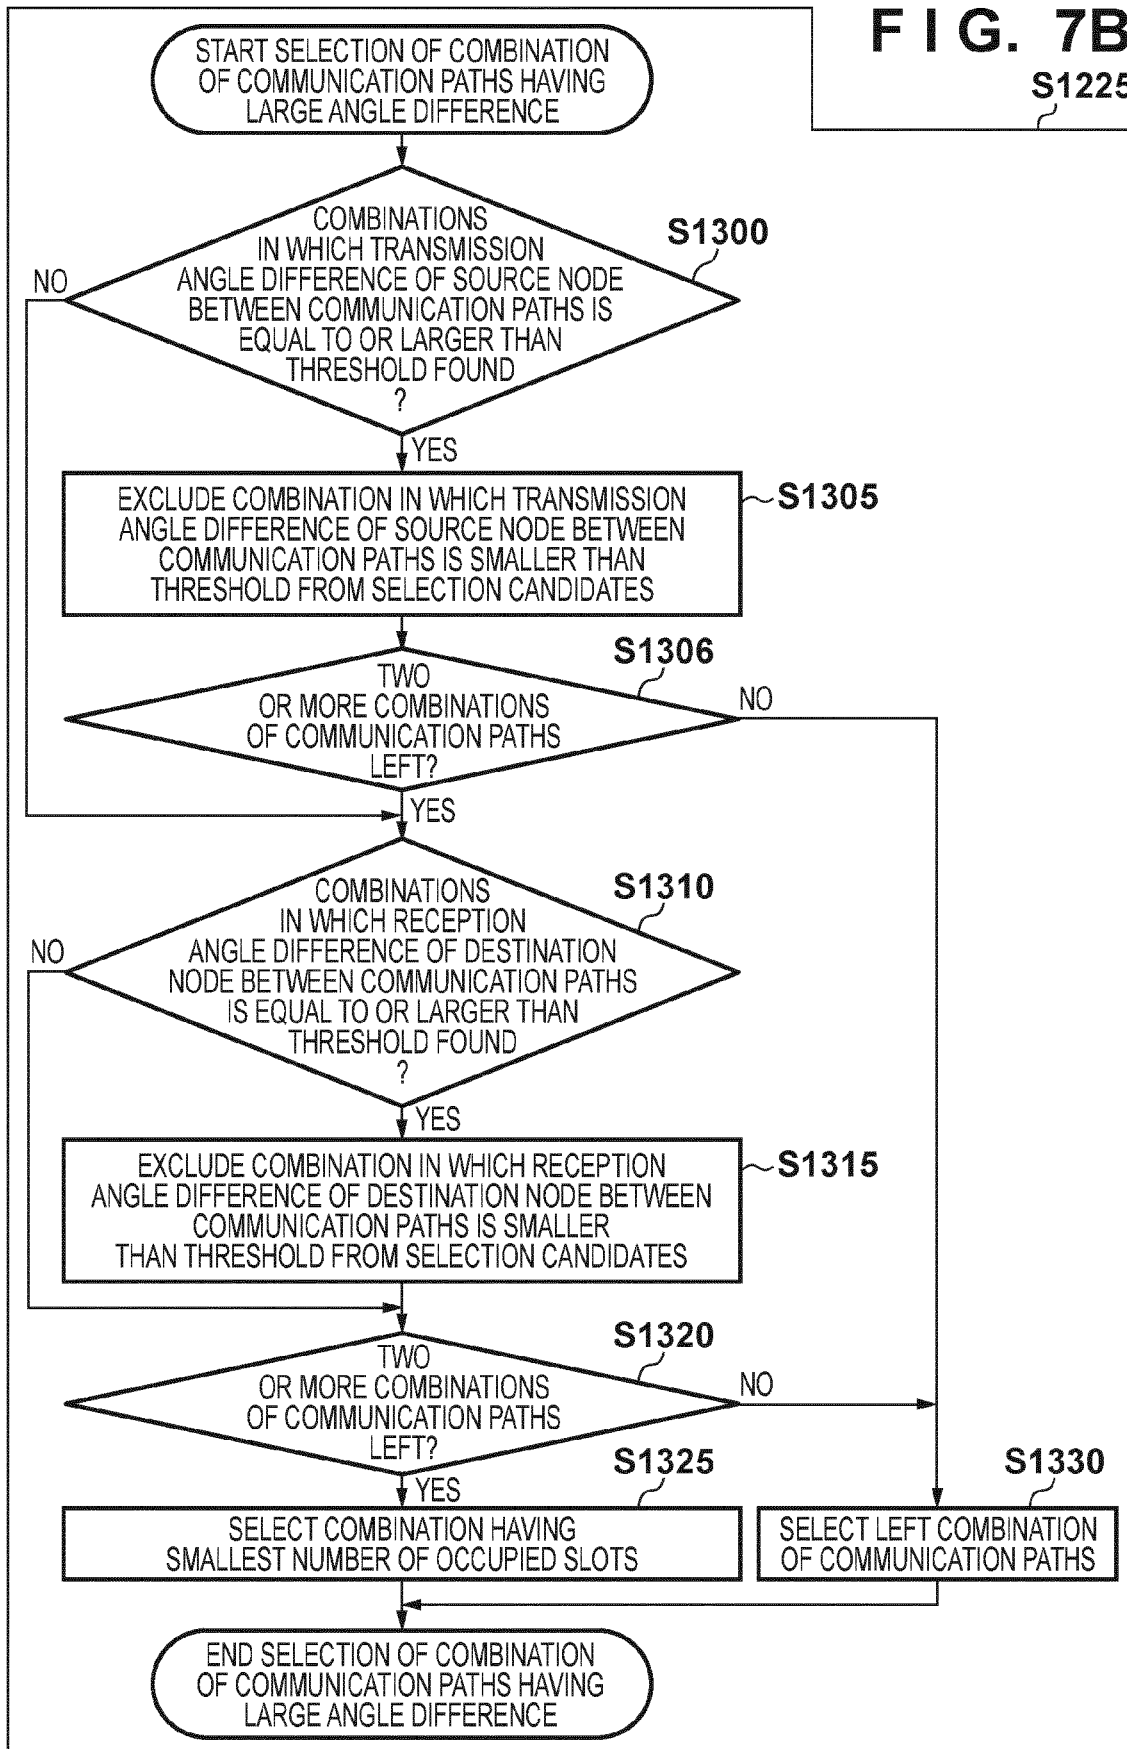 FIG. 7B
S1225
START SELECTION OF COMBINATION
OF COMMUNICATION PATHS HAVING
LARGE ANGLE DIFFERENCE
COMBINATIONS
IN WHICH TRANSMISSION
ANGLE DIFFERENCE OF SOURCE NODE
BETWEEN COMMUNICATION PATHS IS
EQUAL TO OR LARGER THAN
THRESHOLD FOUND
?
S1300
NO
YES
EXCLUDE COMBINATION IN WHICH TRANSMISSION
ANGLE DIFFERENCE OF SOURCE NODE BETWEEN
COMMUNICATION PATHS IS SMALLER THAN
THRESHOLD FROM SELECTION CANDIDATES
S1305
S1306
TWO
OR MORE COMBINATIONS
OF COMMUNICATION PATHS
LEFT?
NO
YES
COMBINATIONS
IN WHICH RECEPTION
ANGLE DIFFERENCE OF DESTINATION
NODE BETWEEN COMMUNICATION PATHS
IS EQUAL TO OR LARGER THAN
THRESHOLD FOUND
?
S1310
NO
YES
EXCLUDE COMBINATION IN WHICH RECEPTION
ANGLE DIFFERENCE OF DESTINATION NODE BETWEEN
COMMUNICATION PATHS IS SMALLER
THAN THRESHOLD FROM SELECTION CANDIDATES
S1315
S1320
TWO
OR MORE COMBINATIONS
OF COMMUNICATION PATHS
LEFT?
NO
YES
S1325
SELECT COMBINATION HAVING
SMALLEST NUMBER OF OCCUPIED SLOTS
S1330
SELECT LEFT COMBINATION
OF COMMUNICATION PATHS
END SELECTION OF COMBINATION
OF COMMUNICATION PATHS HAVING
LARGE ANGLE DIFFERENCE